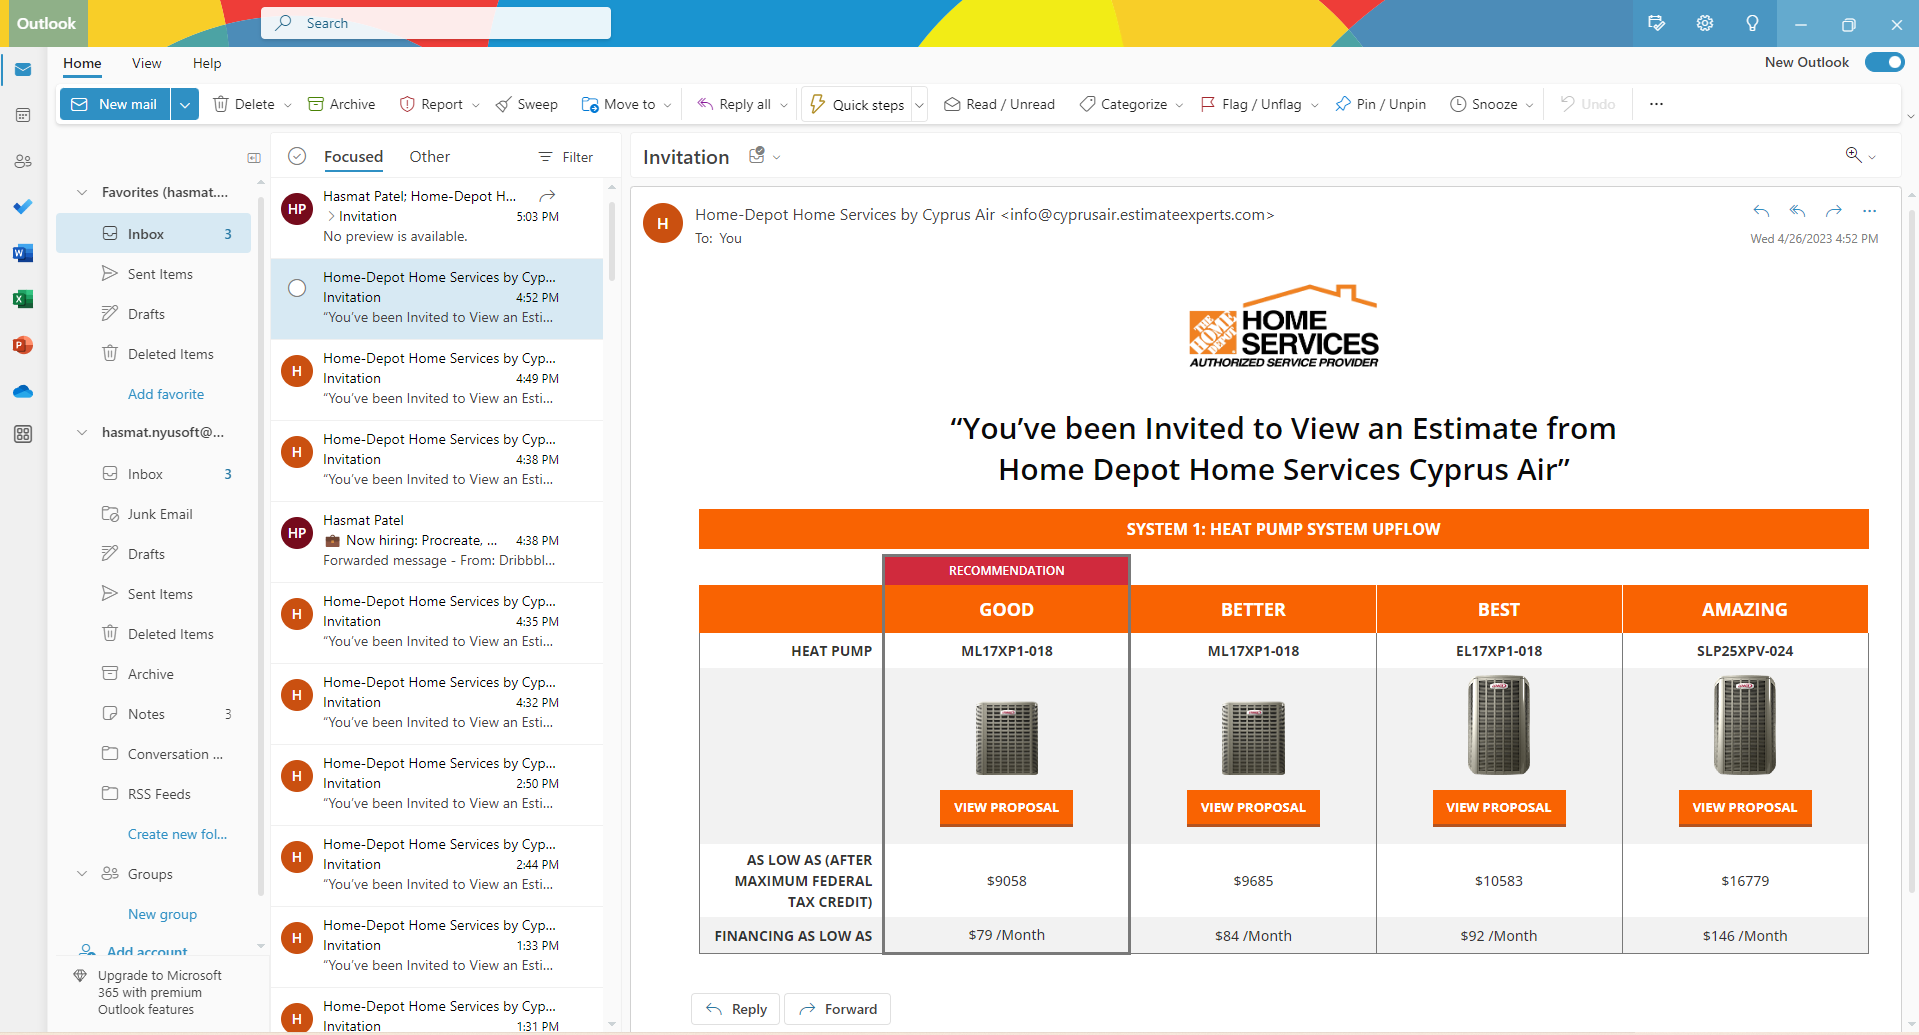 Outlook
Search
Home View Help
New Outlook
New mail Delete Archive Report Sweep Move to Reply all Quick steps Read / Unread Categorize Flag / Unflag Pin / Unpin Snooze Undo ...
Favorites (hasmat....
Inbox 3
Sent Items
Drafts
Deleted Items
Add favorite
hasmat.nyusoft@...
Inbox 3
Junk Email
Drafts
Sent Items
Deleted Items
Archive
Notes 3
Conversation ...
RSS Feeds
Create new fol...
Groups
New group
Add account
Upgrade to Microsoft
365 with premium
Outlook features
Focused Other Filter
HP
Hasmat Patel; Home-Depot H...
Invitation 5:03 PM
No preview is available.
Home-Depot Home Services by Cyp...
Invitation 4:52 PM
“You’ve been Invited to View an Esti...
H
Home-Depot Home Services by Cyp...
Invitation 4:49 PM
“You’ve been Invited to View an Esti...
H
Home-Depot Home Services by Cyp...
Invitation 4:38 PM
“You’ve been Invited to View an Esti...
HP
Hasmat Patel
Now hiring: Procreate, ... 4:38 PM
Forwarded message - From: Dribbbl...
H
Home-Depot Home Services by Cyp...
Invitation 4:35 PM
“You’ve been Invited to View an Esti...
H
Home-Depot Home Services by Cyp...
Invitation 4:32 PM
“You’ve been Invited to View an Esti...
H
Home-Depot Home Services by Cyp...
Invitation 2:50 PM
“You’ve been Invited to View an Esti...
H
Home-Depot Home Services by Cyp...
Invitation 2:44 PM
“You’ve been Invited to View an Esti...
H
Home-Depot Home Services by Cyp...
Invitation 1:33 PM
“You’ve been Invited to View an Esti...
H
Home-Depot Home Services by Cyp...
Invitation 1:31 PM
Invitation
H
Home-Depot Home Services by Cyprus Air <info@cyprusair.estimateexperts.com>
To: You
Wed 4/26/2023 4:52 PM
THE HOME DEPOT
HOME
SERVICES
AUTHORIZED SERVICE PROVIDER
“You’ve been Invited to View an Estimate from
Home Depot Home Services Cyprus Air”
SYSTEM 1: HEAT PUMP SYSTEM UPFLOW
RECOMMENDATION
GOOD BETTER BEST AMAZING
HEAT PUMP ML17XP1-018 ML17XP1-018 EL17XP1-018 SLP25XPV-024
VIEW PROPOSAL VIEW PROPOSAL VIEW PROPOSAL VIEW PROPOSAL
AS LOW AS (AFTER
MAXIMUM FEDERAL
TAX CREDIT)
$9058 $9685 $10583 $16779
FINANCING AS LOW AS $79 /Month $84 /Month $92 /Month $146 /Month
Reply Forward